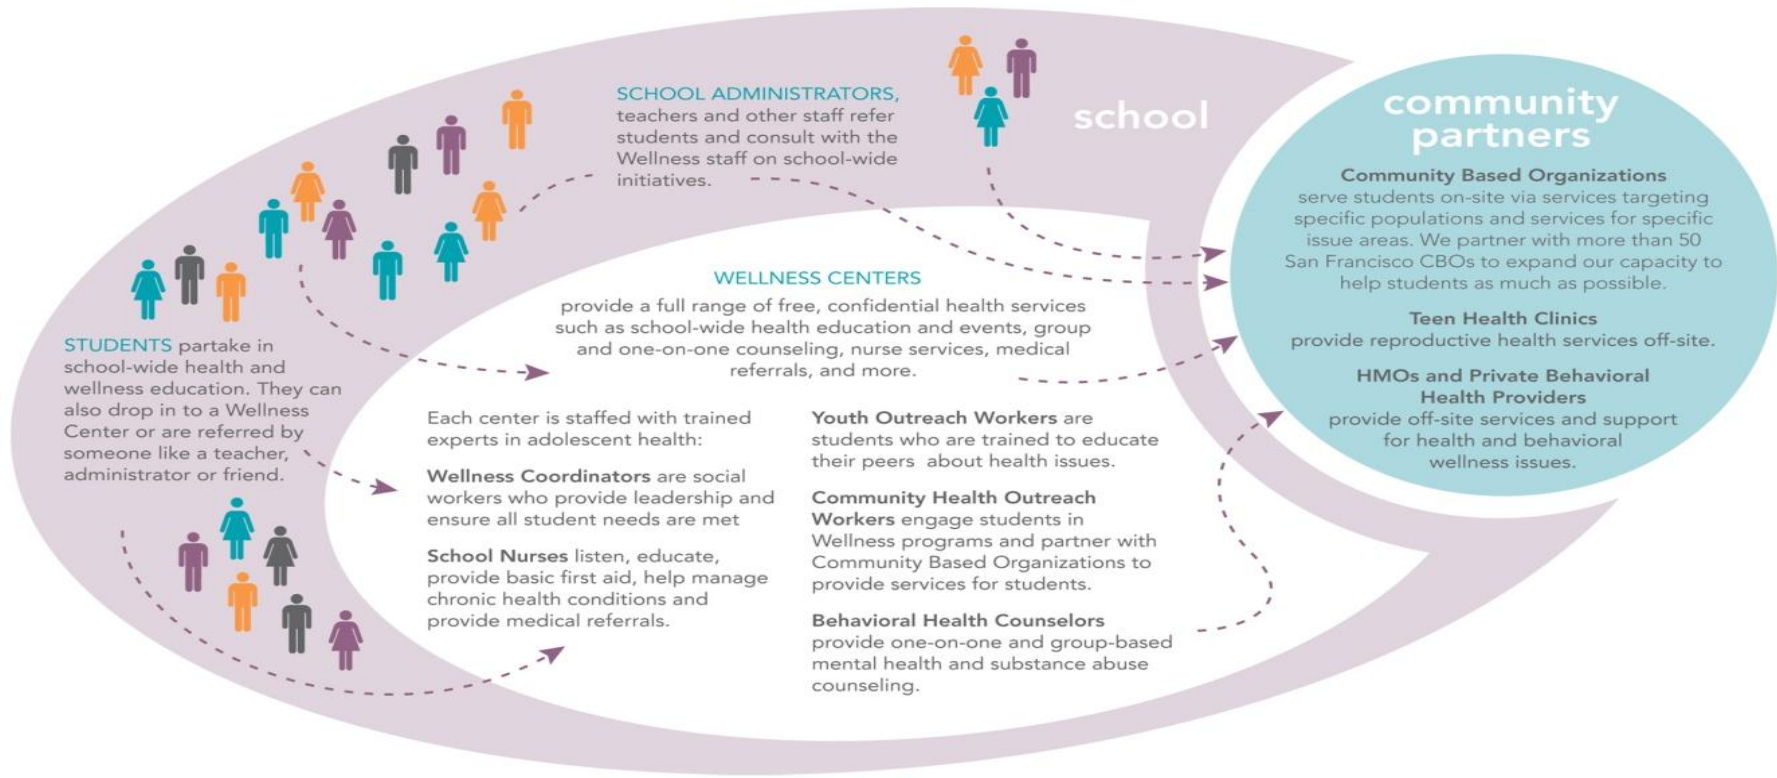 SCHOOL ADMINISTRATORS,
teachers and other staff refer
students and consult with the
Wellness staff on school-wide
initiatives.
school
STUDENTS partake in
school-wide health and
wellness education. They can
also drop in to a Wellness
Center or are referred by
someone like a teacher,
administrator or friend.
WELLNESS CENTERS
provide a full range of free, confidential health services
such as school-wide health education and events, group
and one-on-one counseling, nurse services, medical
referrals, and more.
Each center is staffed with trained
experts in adolescent health:
Wellness Coordinators are social
workers who provide leadership and
ensure all student needs are met
School Nurses listen, educate,
provide basic first aid, help manage
chronic health conditions and
provide medical referrals.
Youth Outreach Workers are
students who are trained to educate
their peers about health issues.
Community Health Outreach
Workers engage students in
Wellness programs and partner with
Community Based Organizations to
provide services for students.
Behavioral Health Counselors
provide one-on-one and group-based
mental health and substance abuse
counseling.
community
partners
Community Based Organizations
serve students on-site via services targeting
specific populations and services for specific
issue areas. We partner with more than 50
San Francisco CBOs to expand our capacity to
help students as much as possible.
Teen Health Clinics
provide reproductive health services off-site.
HMOs and Private Behavioral
Health Providers
provide off-site services and support
for health and behavioral
wellness issues.